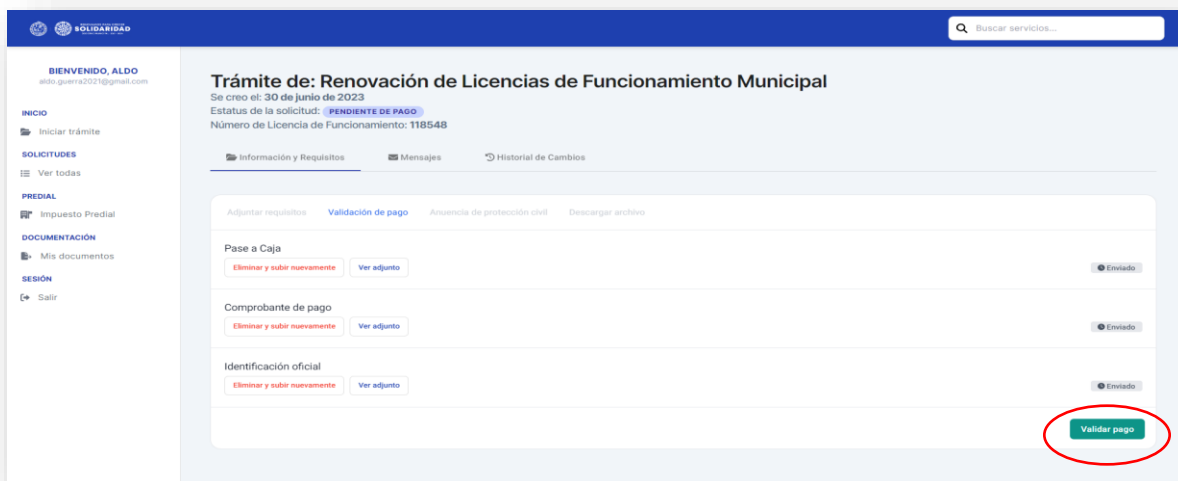 SOLIDARIDAD
Buscar servicios...
BIENVENIDO, ALDO
aldo.guerra2021@gmail.com
INICIO
Iniciar trámite
SOLICITUDES
Ver todas
PREDIAL
Impuesto Predial
DOCUMENTACIÓN
Mis documentos
SESIÓN
Salir
Trámite de: Renovación de Licencias de Funcionamiento Municipal
Se creo el: 30 de junio de 2023
Estatus de la solicitud: PENDIENTE DE PAGO
Número de Licencia de Funcionamiento: 118548
Información y Requisitos Mensajes Historial de Cambios
Adjuntar requisitos Validación de pago Anuencia de protección civil Descargar archivo
Pase a Caja
Eliminar y subir nuevamente Ver adjunto Enviado
Comprobante de pago
Eliminar y subir nuevamente Ver adjunto Enviado
Identificación oficial
Eliminar y subir nuevamente Ver adjunto Enviado
Validar pago